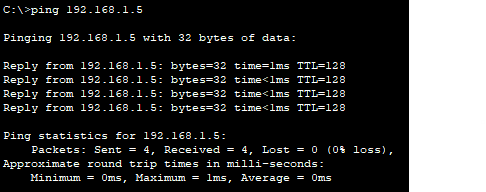 C:\>ping 192.168.1.5
Pinging 192.168.1.5 with 32 bytes of data:
Reply from 192.168.1.5: bytes=32 time=1ms TTL=128
Reply from 192.168.1.5: bytes=32 time<1ms TTL=128
Reply from 192.168.1.5: bytes=32 time<1ms TTL=128
Reply from 192.168.1.5: bytes=32 time<1ms TTL=128
Ping statistics for 192.168.1.5:
    Packets: Sent = 4, Received = 4, Lost = 0 (0% loss),
Approximate round trip times in milli-seconds:
    Minimum = 0ms, Maximum = 1ms, Average = 0ms